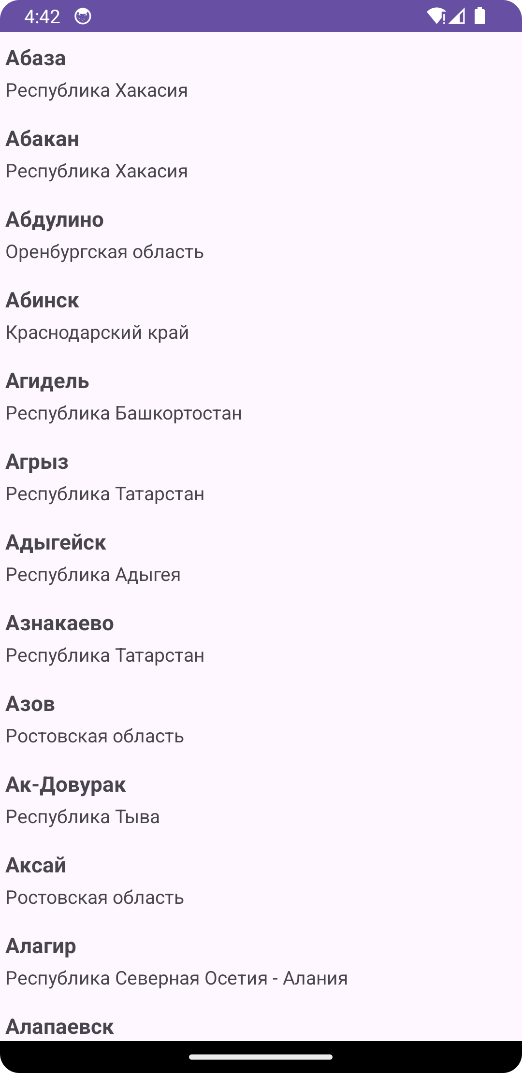 4:42
Абаза
Республика Хакасия
Абакан
Республика Хакасия
Абдулино
Оренбургская область
Абинск
Краснодарский край
Агидель
Республика Башкортостан
Агрыз
Республика Татарстан
Адыгейск
Республика Адыгея
Азнакаево
Республика Татарстан
Азов
Ростовская область
Ак-Довурак
Республика Тыва
Аксай
Ростовская область
Алагир
Республика Северная Осетия - Алания
Алапаевск